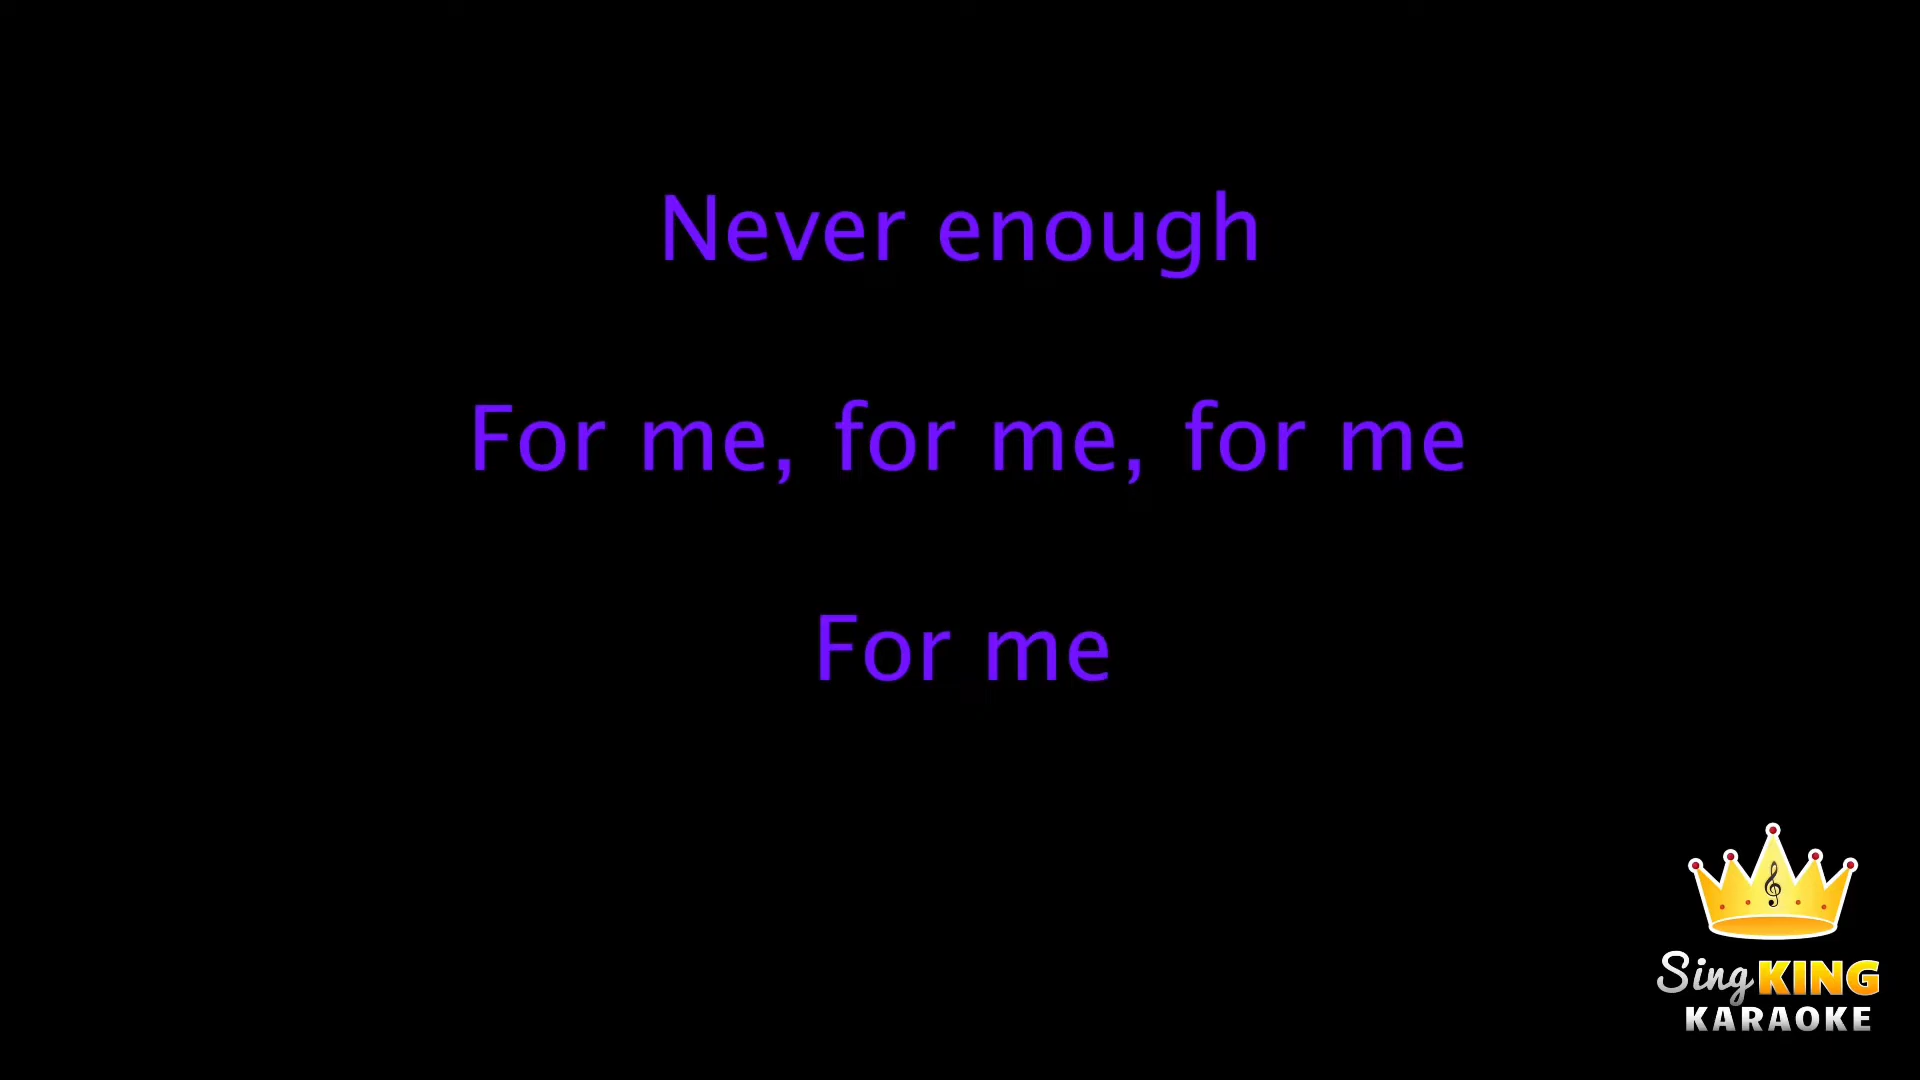 Never enough
For me, for me, for me
For me
Sing KING
KARAOKE